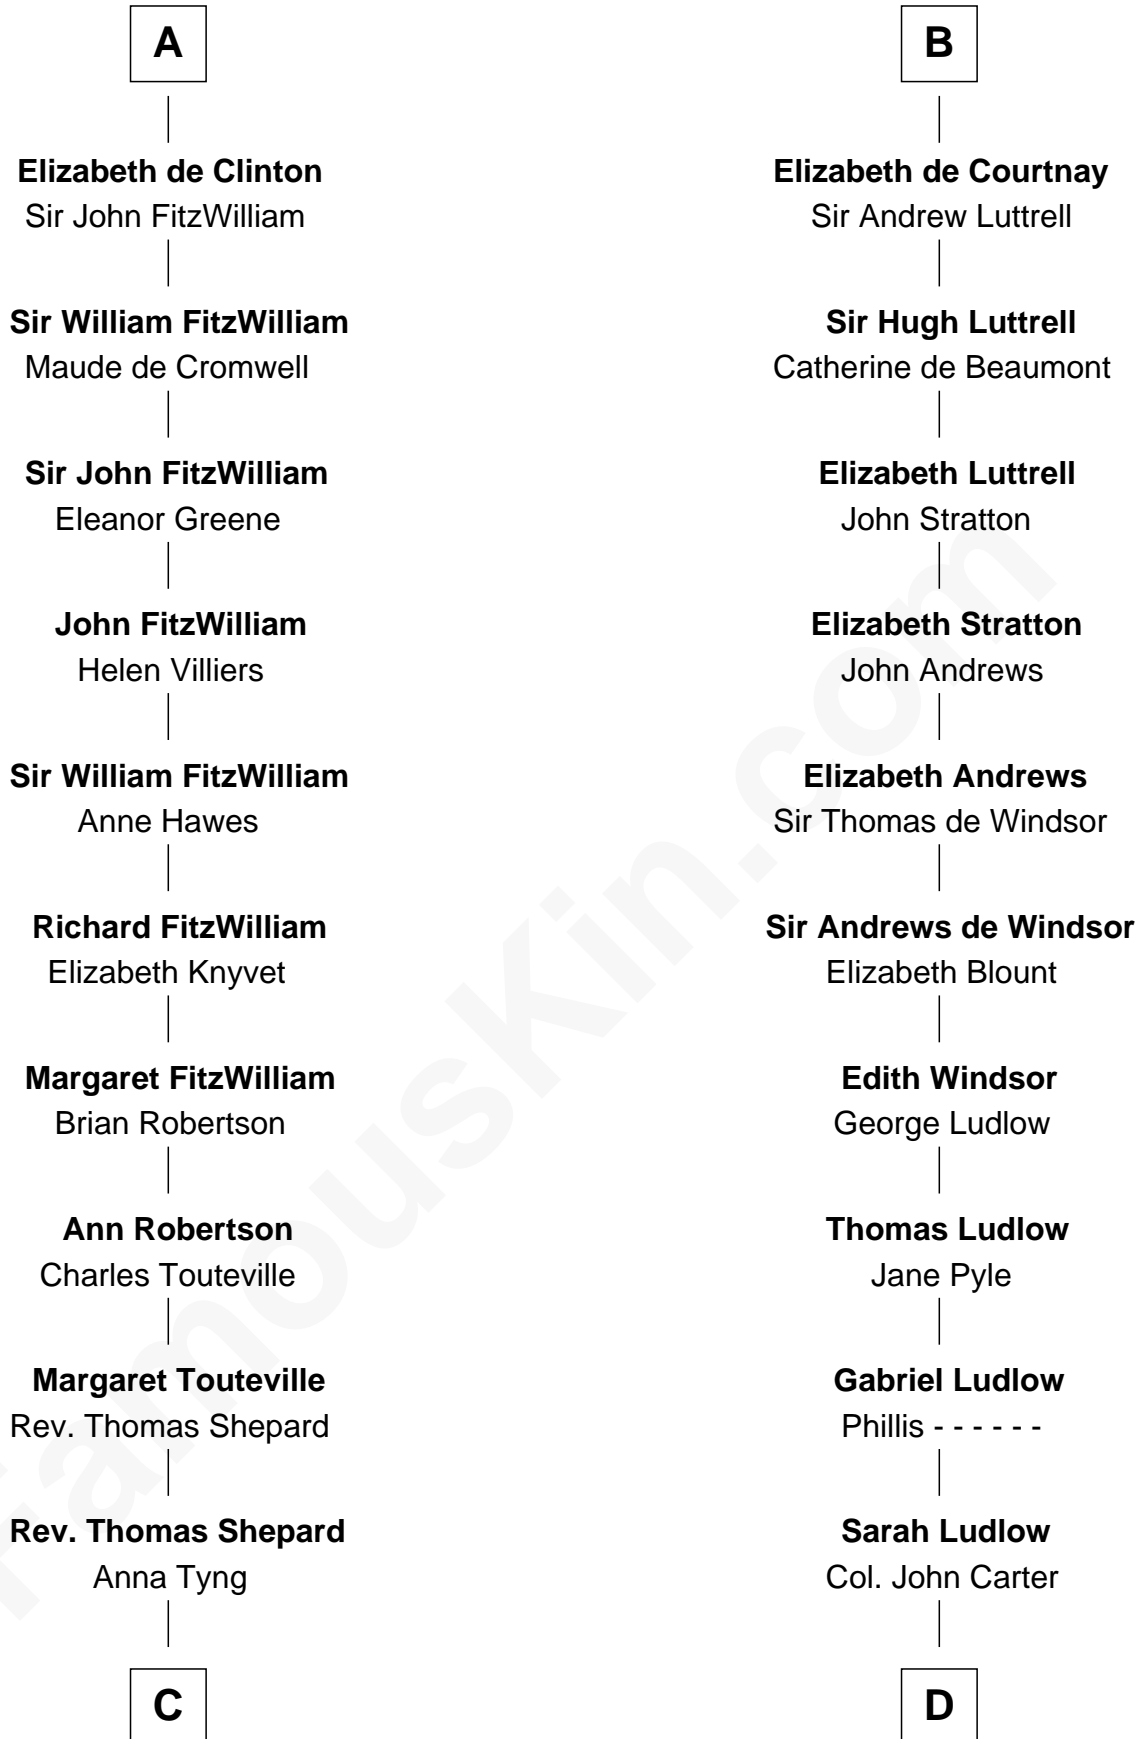 A
Elizabeth de Clinton
Sir John FitzWilliam
Sir William FitzWilliam
Maude de Cromwell
Sir John FitzWilliam
Eleanor Greene
John FitzWilliam
Helen Villiers
Sir William FitzWilliam
Anne Hawes
Richard FitzWilliam
Elizabeth Knyvet
Margaret FitzWilliam
Brian Robertson
Ann Robertson
Charles Touteville
Margaret Touteville
Rev. Thomas Shepard
Rev. Thomas Shepard
Anna Tyng
C
B
Elizabeth de Courtnay
Sir Andrew Luttrell
Sir Hugh Luttrell
Catherine de Beaumont
Elizabeth Luttrell
John Stratton
Elizabeth Stratton
John Andrews
Elizabeth Andrews
Sir Thomas de Windsor
Sir Andrews de Windsor
Elizabeth Blount
Edith Windsor
George Ludlow
Thomas Ludlow
Jane Pyle
Gabriel Ludlow
Phillis - - - - - -
Sarah Ludlow
Col. John Carter
D
FamousKin.com